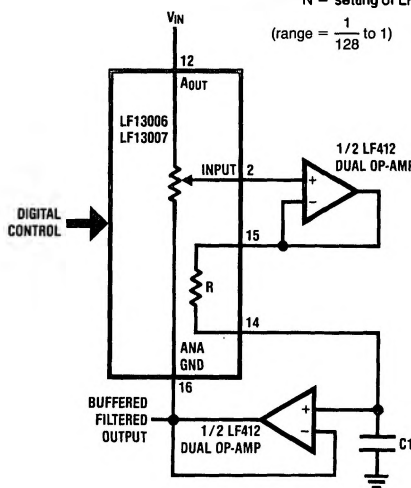 N = setting of
(range = 1/128 to 1)
VIN
12
AOUT
LF13006
LF13007
INPUT 2
1/2 LF412
DUAL OP-AMP
+
−
DIGITAL
CONTROL
15
R
14
ANA
GND
16
BUFFERED
FILTERED
OUTPUT
1/2 LF412
DUAL OP-AMP
+
−
C1